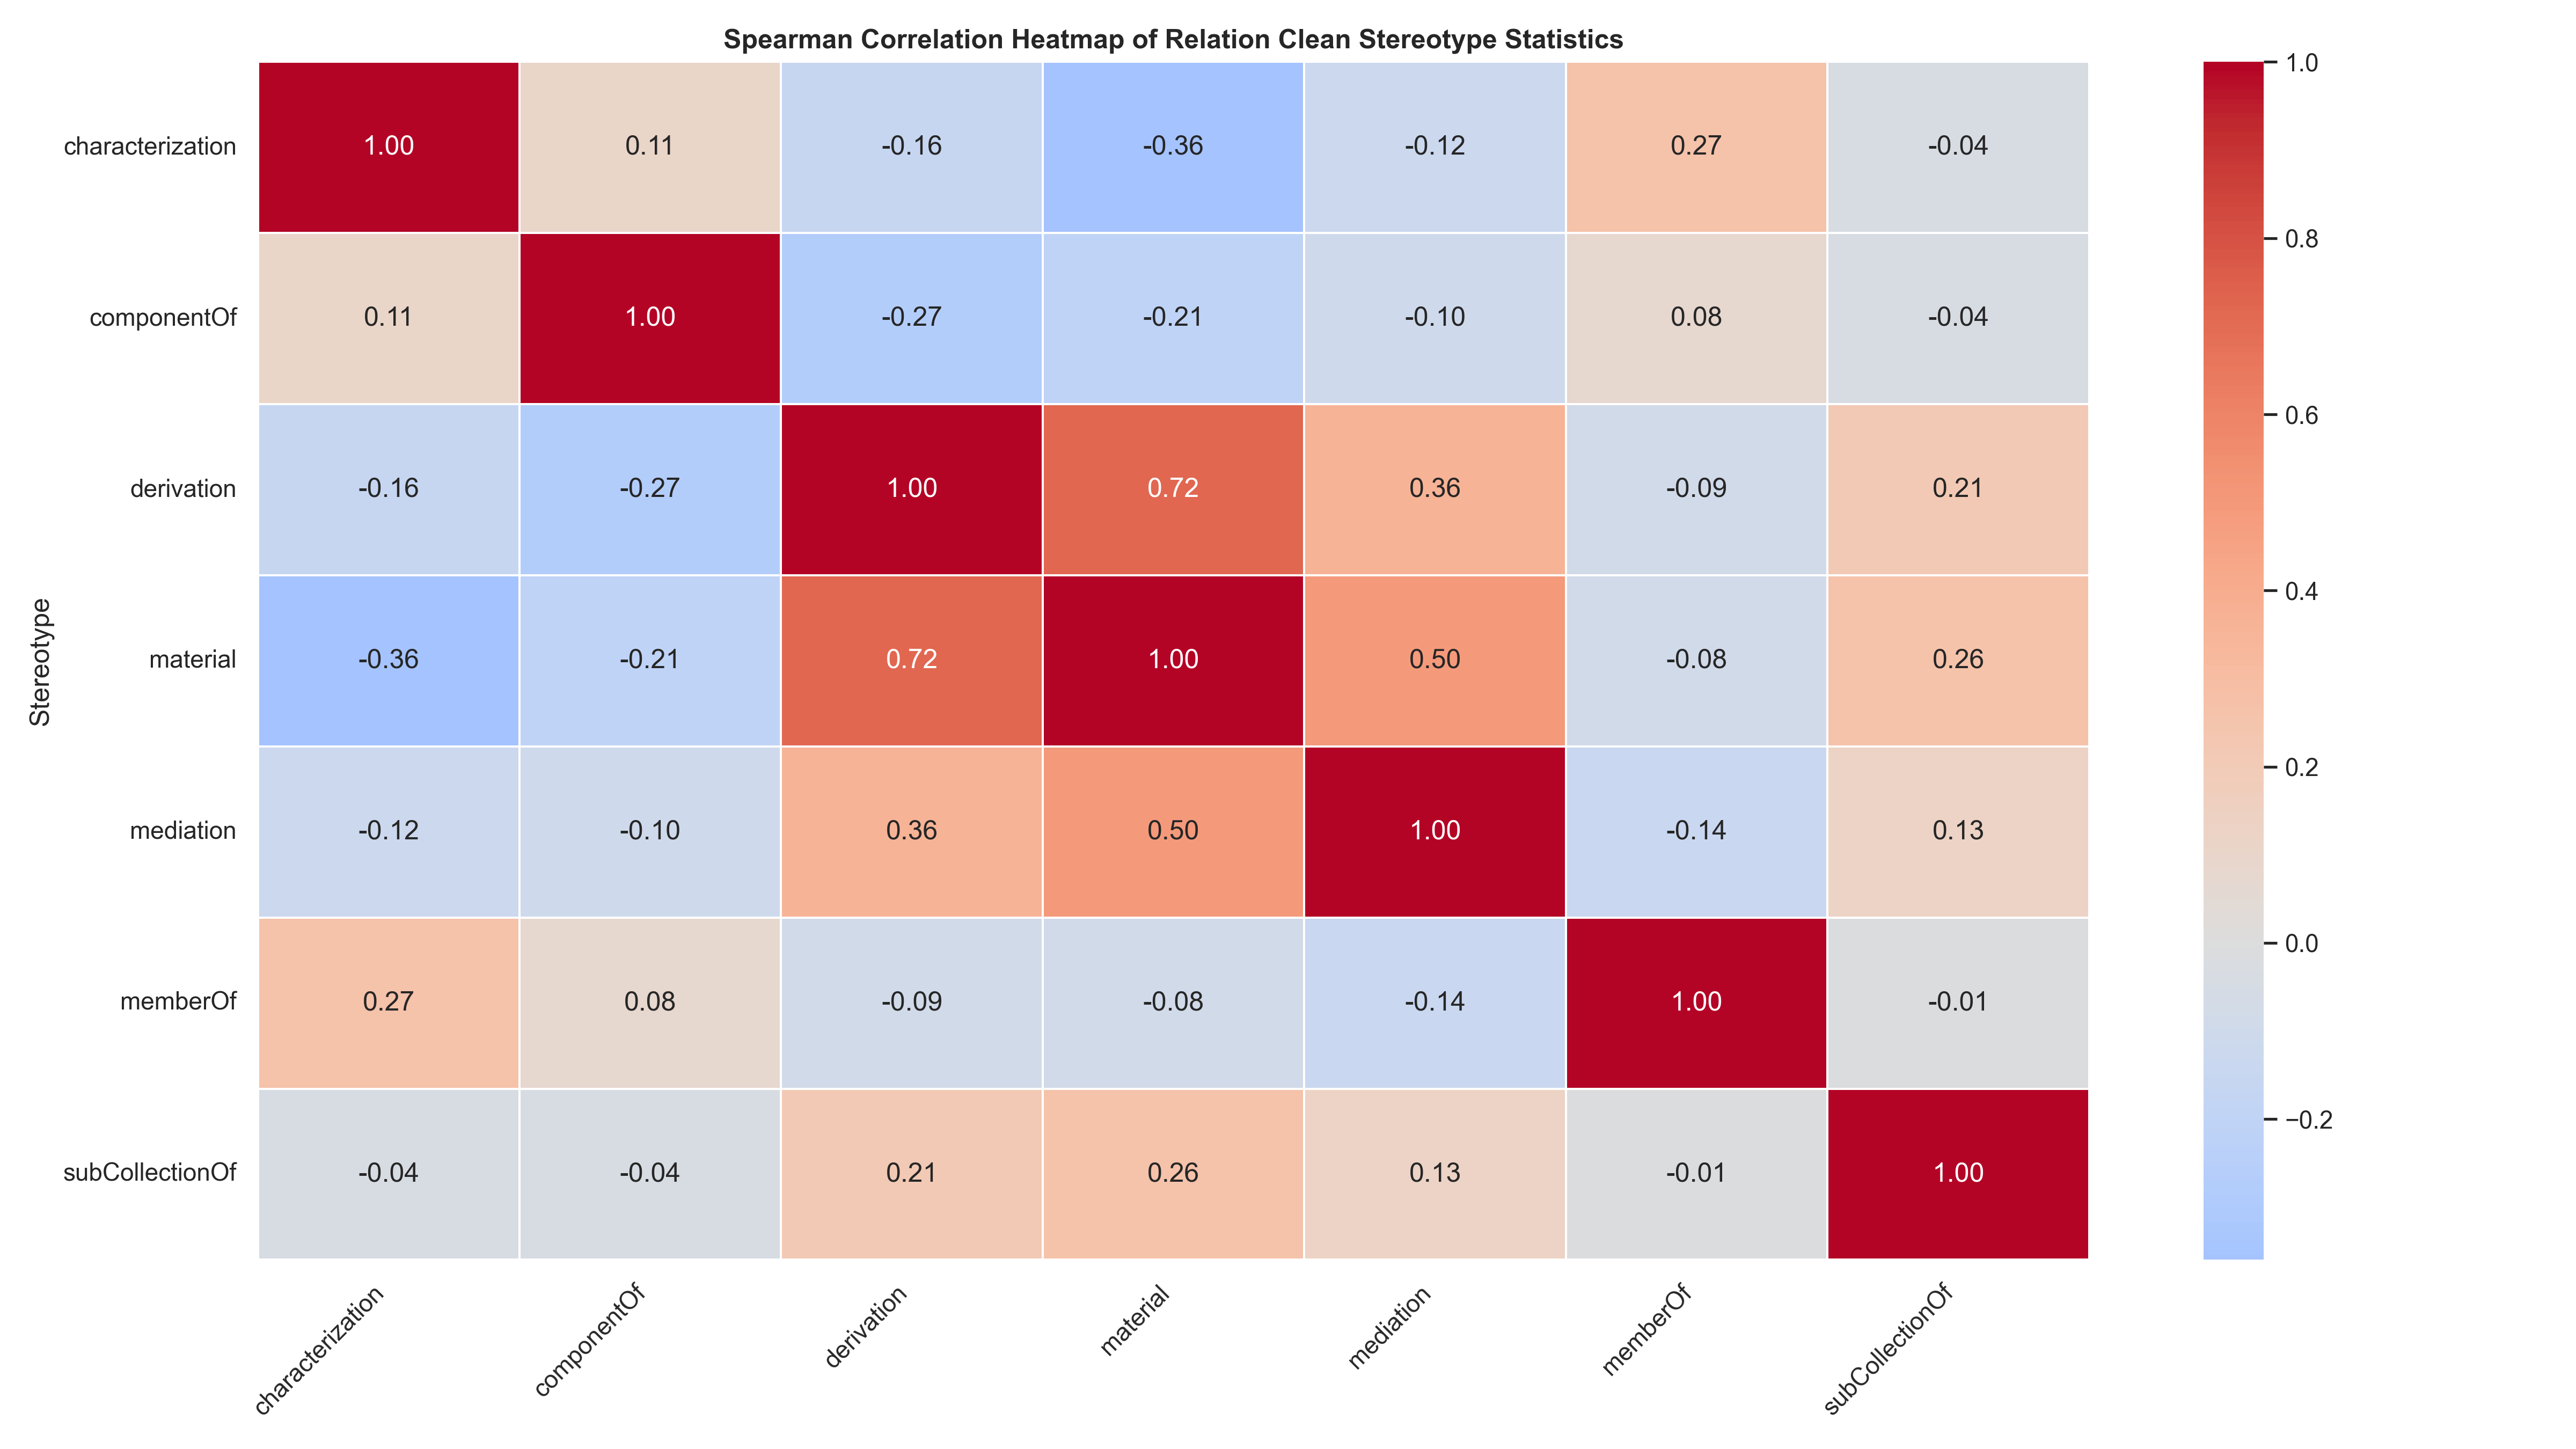 Spearman Correlation Heatmap of Relation Clean Stereotype Statistics
Stereotype
characterization 1.00 0.11 -0.16 -0.36 -0.12 0.27 -0.04
componentOf 0.11 1.00 -0.27 -0.21 -0.10 0.08 -0.04
derivation -0.16 -0.27 1.00 0.72 0.36 -0.09 0.21
material -0.36 -0.21 0.72 1.00 0.50 -0.08 0.26
mediation -0.12 -0.10 0.36 0.50 1.00 -0.14 0.13
memberOf 0.27 0.08 -0.09 -0.08 -0.14 1.00 -0.01
subCollectionOf -0.04 -0.04 0.21 0.26 0.13 -0.01 1.00
characterization componentOf derivation material mediation memberOf subCollectionOf
1.0
0.8
0.6
0.4
0.2
0.0
−0.2